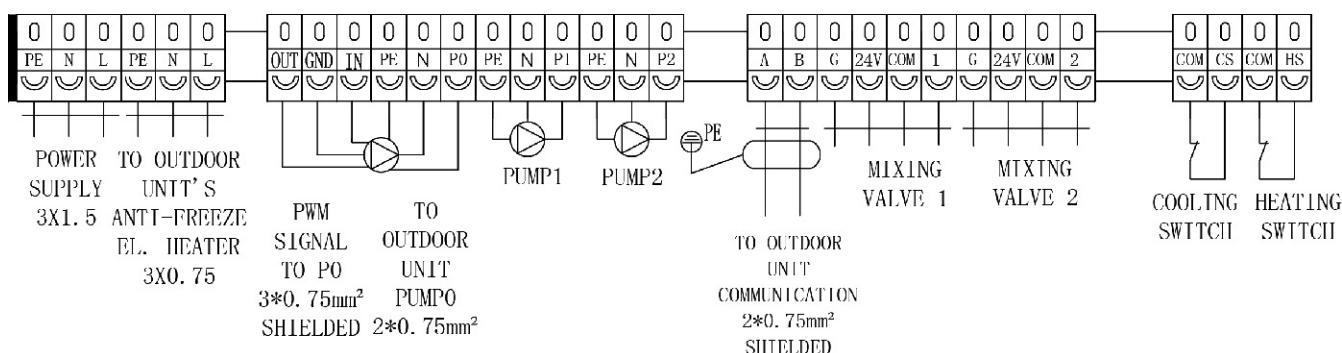 0 0 0 0 0 0 0 0 0 0 0 0 0 0 0 0 0 0 0 0 0 0 0 0 0 0 0 0 0 0 0 0
PE N L PE N L OUT GND IN PE N P0 PE N P1 PE N P2 A B G 24V COM 1 G 24V COM 2 COM CS COM HS
POWER
SUPPLY
3X1.5
TO OUTDOOR
UNIT'S
ANTI-FREEZE
EL. HEATER
3X0.75
PWM
SIGNAL
TO PO
3*0.75mm²
SHIELDED
TO
OUTDOOR
UNIT
PUMP0
2*0.75mm²
PUMP1
PUMP2
PE
TO OUTDOOR
UNIT
COMMUNICATION
2*0.75mm²
SHIELDED
MIXING
VALVE 1
MIXING
VALVE 2
COOLING
SWITCH
HEATING
SWITCH